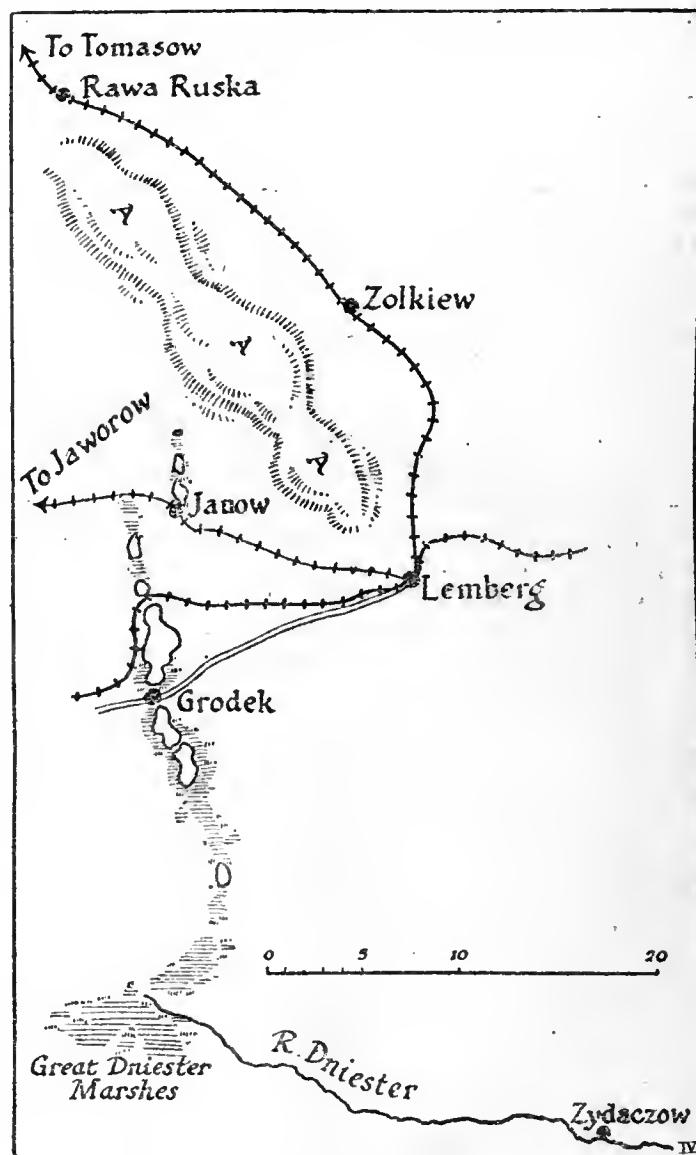 To Tomasow
Rawa Ruska
A
Zolkiew
A
To Jaworow
A
Janow
Lemberg
Grodek
0 5 10 20
Great Dniester
Marshes
R. Dniester
Zydaczow
IV